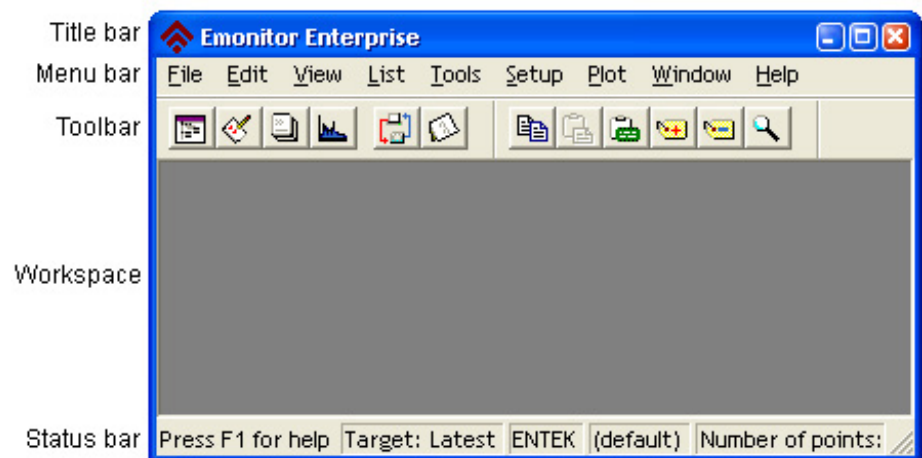 Title bar Emonitor Enterprise
Menu bar File Edit View List Tools Setup Plot Window Help
Toolbar
Workspace
Status bar Press F1 for help Target: Latest ENTEK (default) Number of points: